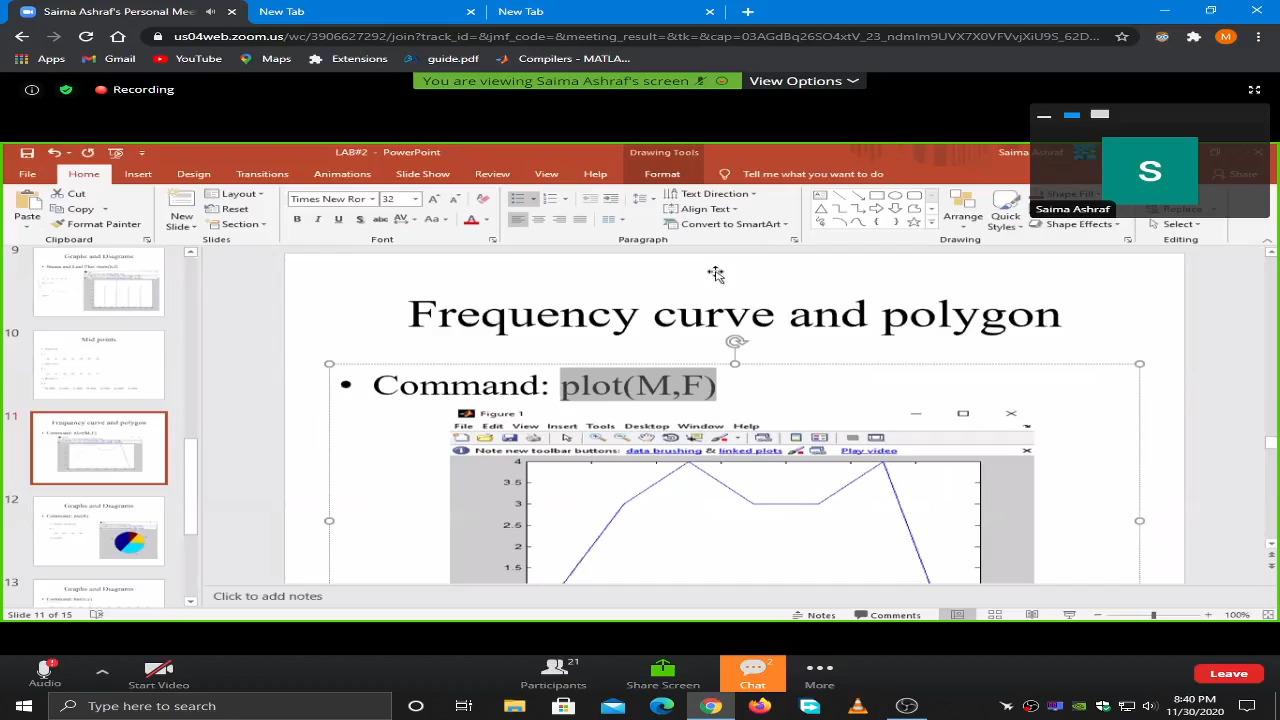 Saima Ashraf's Personal Me
New Tab
New Tab
us04web.zoom.us/wc/3906627292/join?track_id=&jmf_code=&meeting_result=&tk=&cap=03AGdBq26SO4xtV_23_ndmlm9UVX7X0VFVvjXiU9S_62D...
M
Apps
Gmail
YouTube
Maps
Extensions
guide.pdf
Compilers - MATLA...
You are viewing Saima Ashraf's screen
View Options
Recording
LAB#2 - PowerPoint
Drawing Tools
Saima Ashraf
File
Home
Insert
Design
Transitions
Animations
Slide Show
Review
View
Help
Format
Tell me what you want to do
Share
S
Saima Ashraf
Paste
Cut
Copy
Format Painter
Clipboard
New
Slide
Layout
Reset
Section
Slides
Times New Ror
32
Font
Text Direction
Align Text
Convert to SmartArt
Paragraph
Arrange
Quick
Styles
Shape Fill
Shape Effects
Drawing
Replace
Select
Editing
9
Graphs and Diagrams
10
Mid points
11
Frequency curve and polygon
12
Graphs and Diagrams
13
Graphs and Diagrams
Frequency curve and polygon
• Command: plot(M,F)
Figure 1
File Edit View Insert Tools Desktop Window Help
Note new toolbar buttons: data brushing & linked plots Play video
4
3.5
3
2.5
2
1.5
Click to add notes
Slide 11 of 15
Notes
Comments
100%
Audio
Start Video
21
Participants
Share Screen
2
Chat
More
Leave
Type here to search
M
8:40 PM
11/30/2020